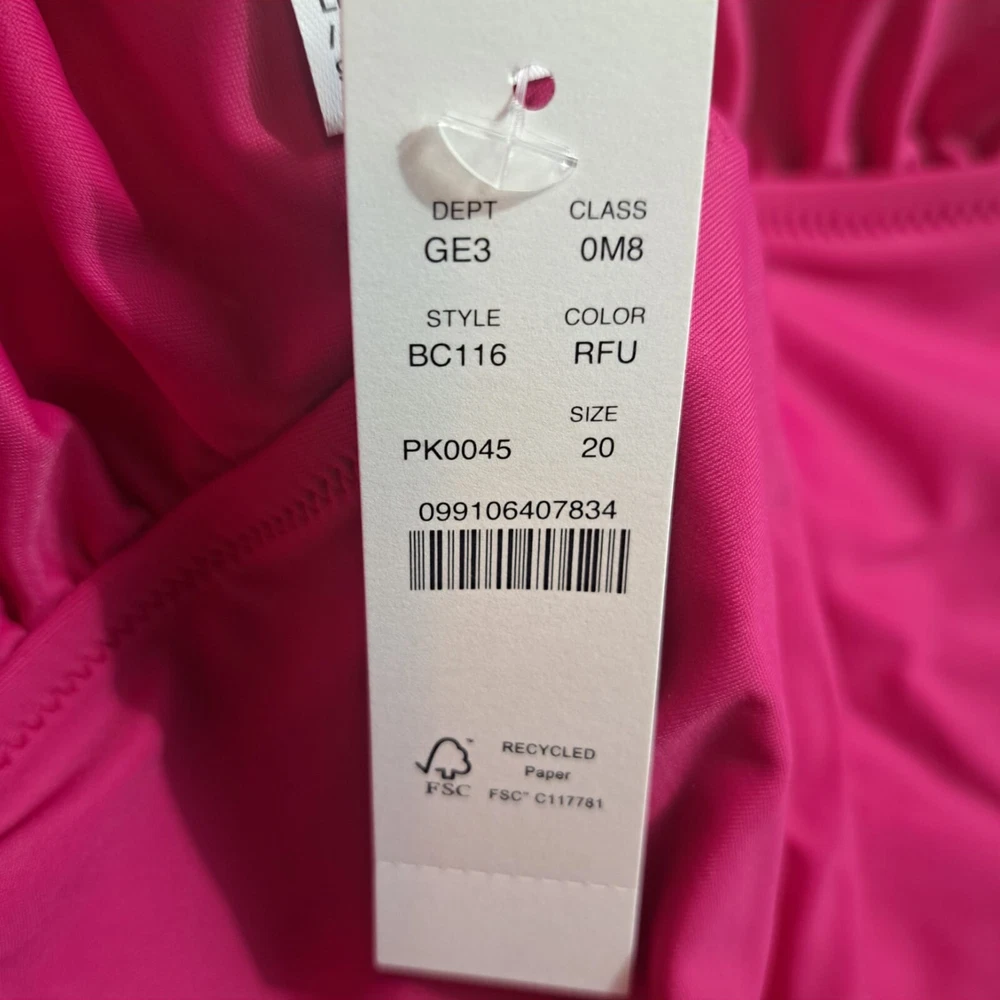 DEPT CLASS
GE3 0M8
STYLE COLOR
BC116 RFU
SIZE
PK0045 20
099106407834
RECYCLED
Paper
FSC
FSC™ C117781